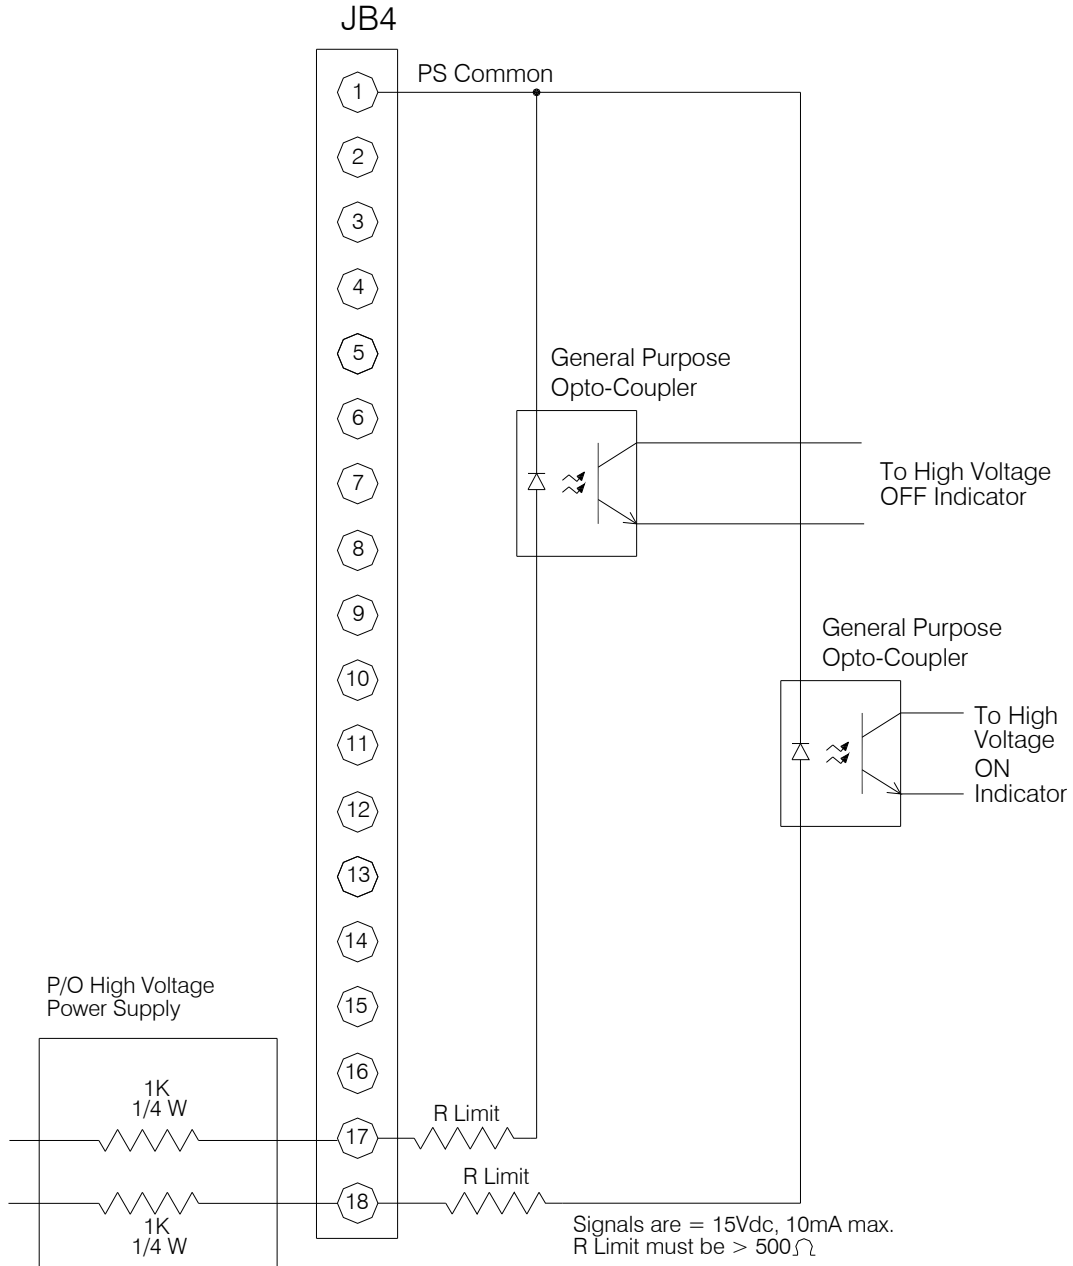 JB4
PS Common
1
2
3
4
5
6
7
8
9
10
11
12
13
14
15
16
17
18
General Purpose
Opto-Coupler
To High Voltage
OFF Indicator
General Purpose
Opto-Coupler
To High
Voltage
ON
Indicator
P/O High Voltage
Power Supply
1K
1/4 W
R Limit
R Limit
1K
1/4 W
Signals are = 15Vdc, 10mA max.
R Limit must be > 500Ω